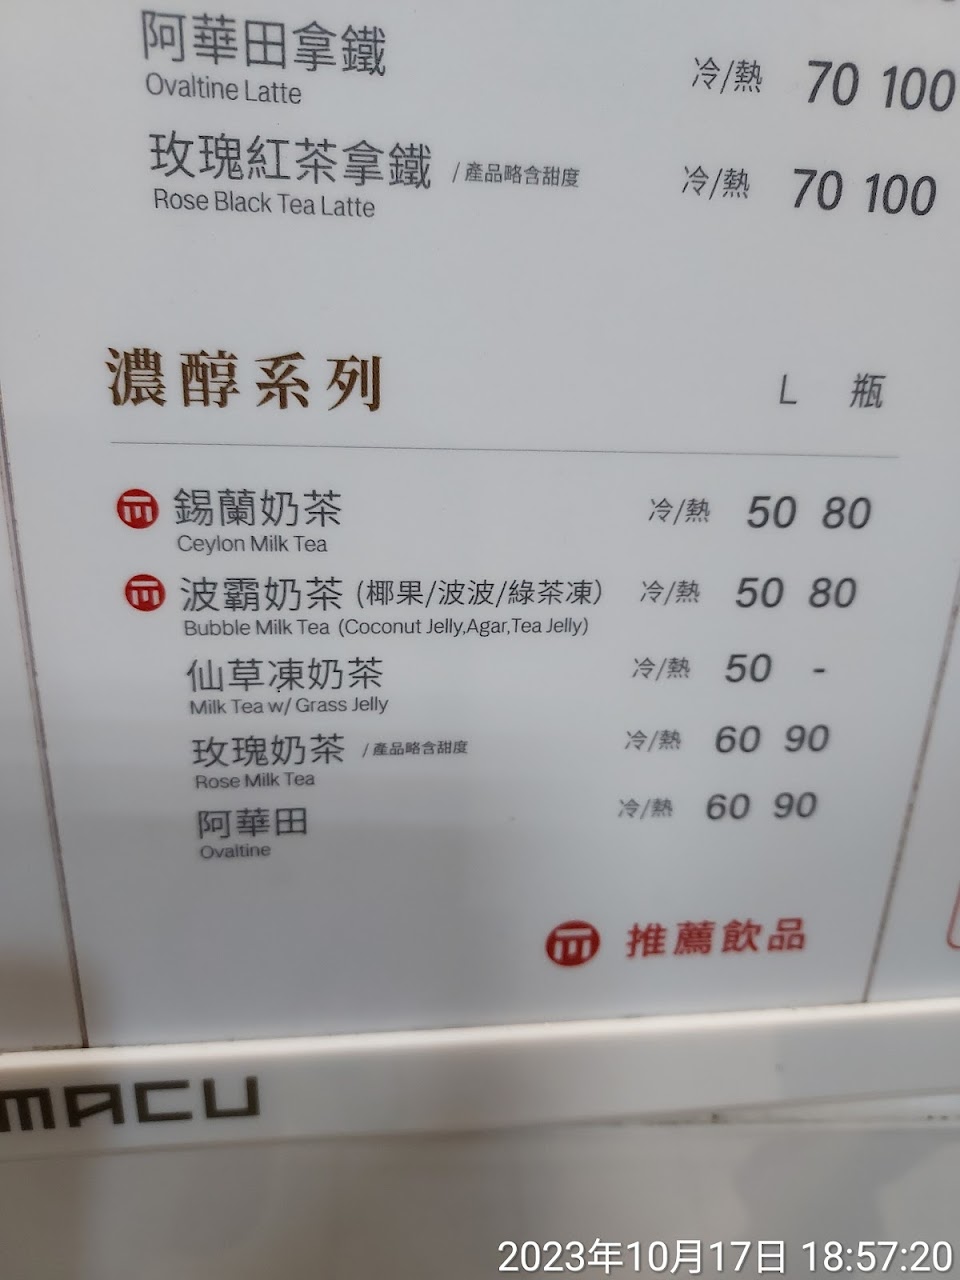 阿華田拿鐵 冷/熱 70 100
Ovaltine Latte
玫瑰紅茶拿鐵 /產品略含甜度 冷/熱 70 100
Rose Black Tea Latte
濃醇系列 L 瓶
錫蘭奶茶 冷/熱 50 80
Ceylon Milk Tea
波霸奶茶 (椰果/波波/綠茶凍) 冷/熱 50 80
Bubble Milk Tea (Coconut Jelly,Agar,Tea Jelly)
仙草凍奶茶 冷/熱 50 -
Milk Tea w/ Grass Jelly
玫瑰奶茶 /產品略含甜度 冷/熱 60 90
Rose Milk Tea
阿華田 冷/熱 60 90
Ovaltine
推薦飲品
MACU
2023年10月17日 18:57:20